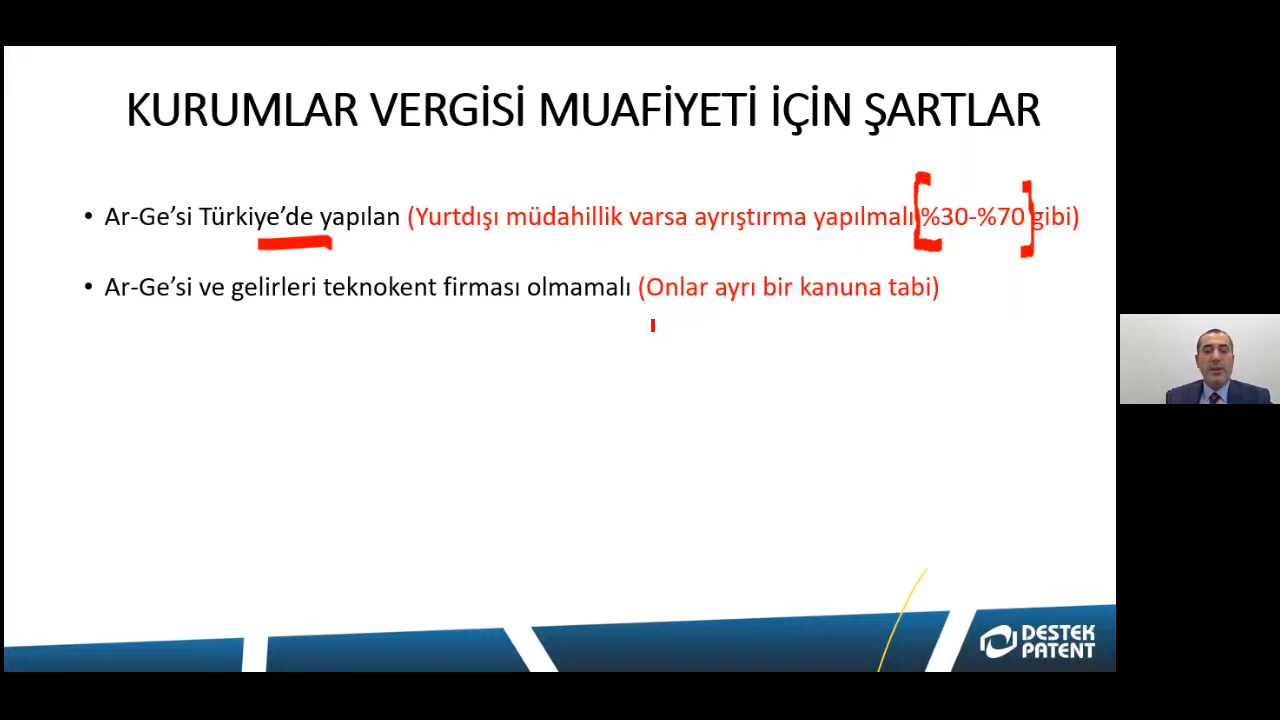 KURUMLAR VERGİSİ MUAFİYETİ İÇİN ŞARTLAR
• Ar-Ge’si Türkiye’de yapılan (Yurtdışı müdahillik varsa ayrıştırma yapılmalı %30-%70 gibi)
• Ar-Ge’si ve gelirleri teknokent firması olmamalı (Onlar ayrı bir kanuna tabi)
DESTEK
PATENT